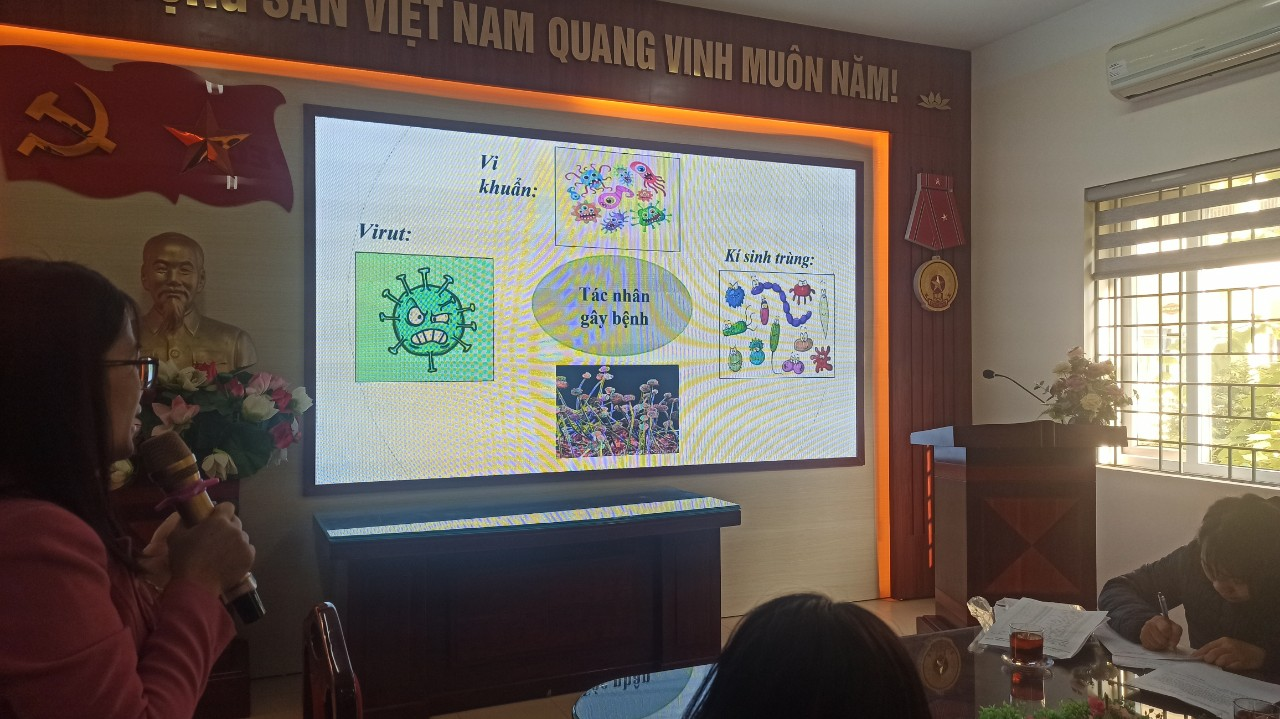 SẢN VIỆT NAM QUANG VINH MUÔN NĂM!
Vi
khuẩn:
Virut:
Kí sinh trùng:
Tác nhân
gây bệnh